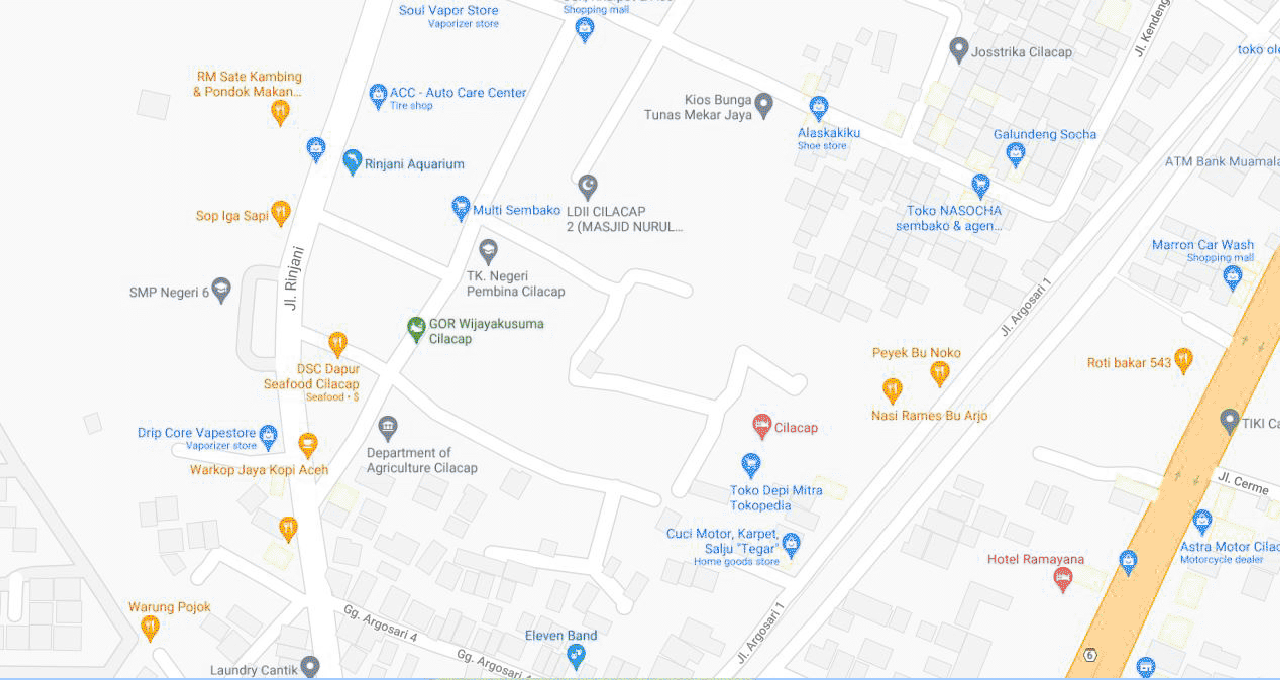 Soul Vapor Store
Vaporizer store
Shopping mall
Jl. Kendeng
Josstrika Cilacap
toko ole
RM Sate Kambing
& Pondok Makan...
ACC - Auto Care Center
Tire shop
Kios Bunga
Tunas Mekar Jaya
Alaskakiku
Shoe store
Galundeng Socha
ATM Bank Muamala
Rinjani Aquarium
Sop Iga Sapi
Multi Sembako
LDII CILACAP
2 (MASJID NURUL...
Toko NASOCHA
sembako & agen...
Marron Car Wash
Shopping mall
Jl. Rinjani
SMP Negeri 6
TK. Negeri
Pembina Cilacap
Jl. Argosari 1
GOR Wijayakusuma
Cilacap
DSC Dapur
Seafood Cilacap
Seafood • $
Peyek Bu Noko
Nasi Rames Bu Arjo
Roti bakar 543
TIKI Ca
Drip Core Vapestore
Vaporizer store
Warkop Jaya Kopi Aceh
Department of
Agriculture Cilacap
Cilacap
Toko Depi Mitra
Tokopedia
Jl. Cerme
Cuci Motor, Karpet,
Salju "Tegar"
Home goods store
Astra Motor Cilac
Motorcycle dealer
Hotel Ramayana
Warung Pojok
Gg. Argosari 4
Eleven Band
Jl. Argosari 1
Gg. Argosari 4
Laundry Cantik
6